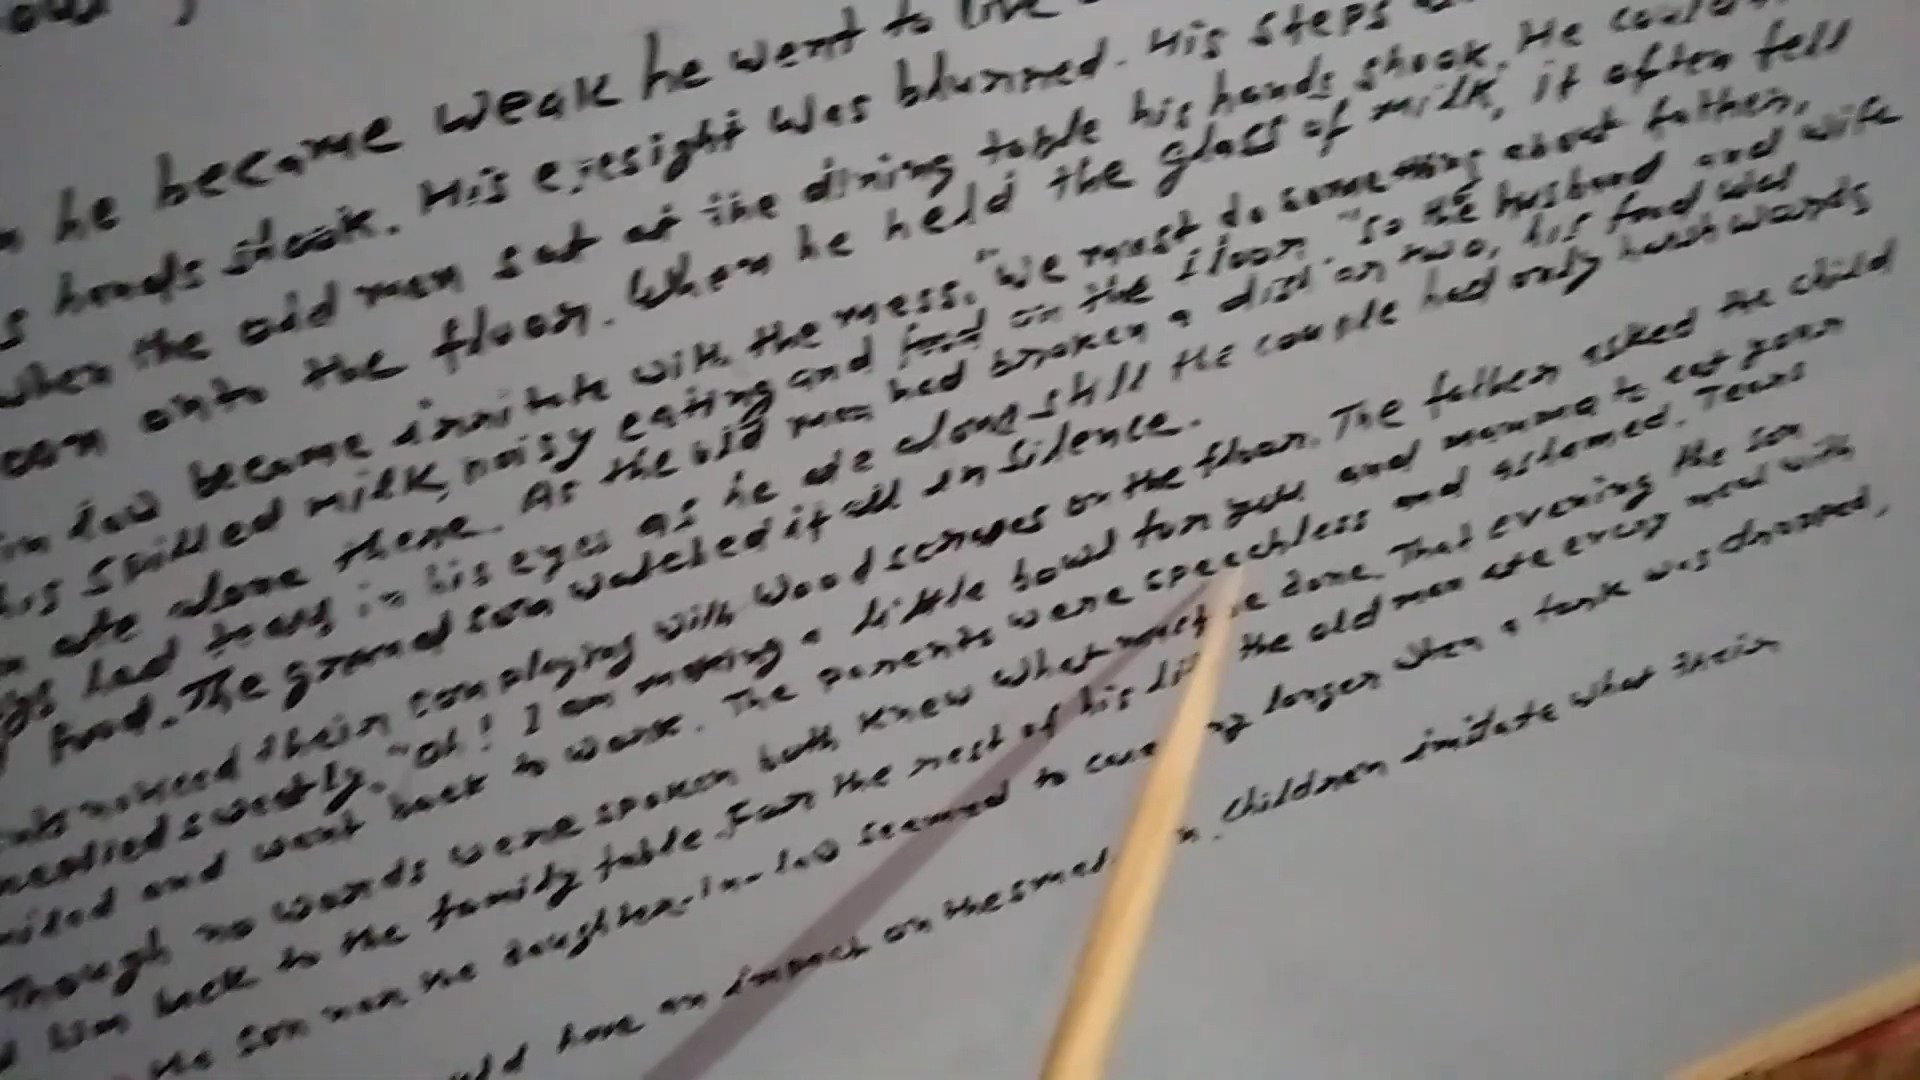 he became weak he went to live
hands shook. His eyesight was blurred. His steps
when the old man sat at the dining table his hands shook. He
onto the floor. When he held the glass of milk, it often fell
in law became irritate with the mess. "We must do something about father,
his spilled milk, noisy eating and food on the floor "so the husband and wife
ate alone there. As the old man had broken a dish or two, his food was
had tears in his eyes as he ate alone still the couple had only harsh words
food. The grand son watched it all in silence.
noticed their son playing with wood scrapes on the floor. The father asked the child
replied sweetly, "Oh! I am making a little bowl for you and mamma to eat your
smiled and went back to work. The parents were speechless and ashamed. Tears
Though no words were spoken both knew what must be done. That evening the son
him back to the family table. For the rest of his life the old man ate every meal with
the son nor the daughter-in-law seemed to care longer when a fork was dropped,
have an impact on the children imitate what their